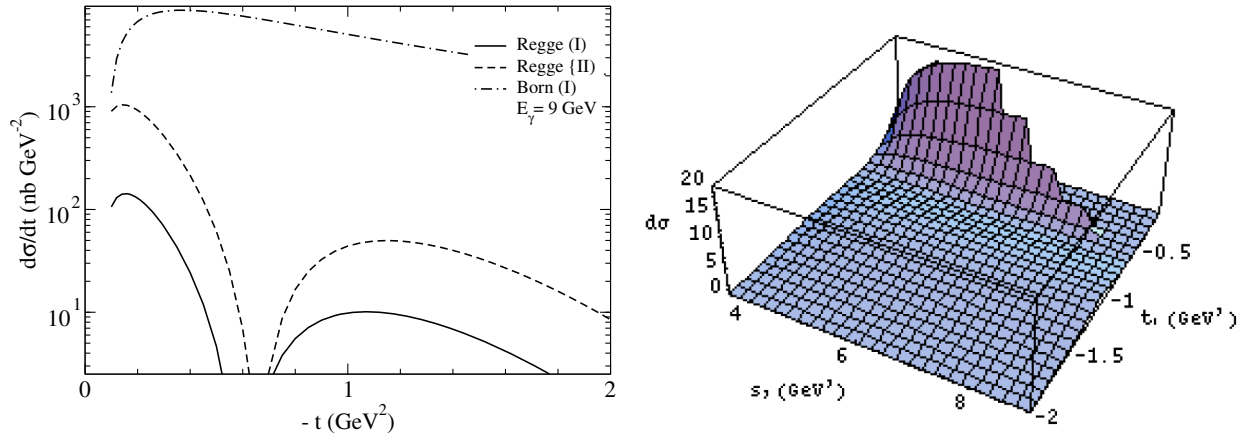 dσ/dt (nb GeV-2)
10^3
10^2
10^1
0
1
2
- t (GeV^2)
Regge (I)
Regge {II)
Born (I)
E_γ= 9 GeV
20
15
10
5
0
dσ
4
6
8
s, (GeV²)
-0.5
-1
-1.5
-2
t, (GeV²)